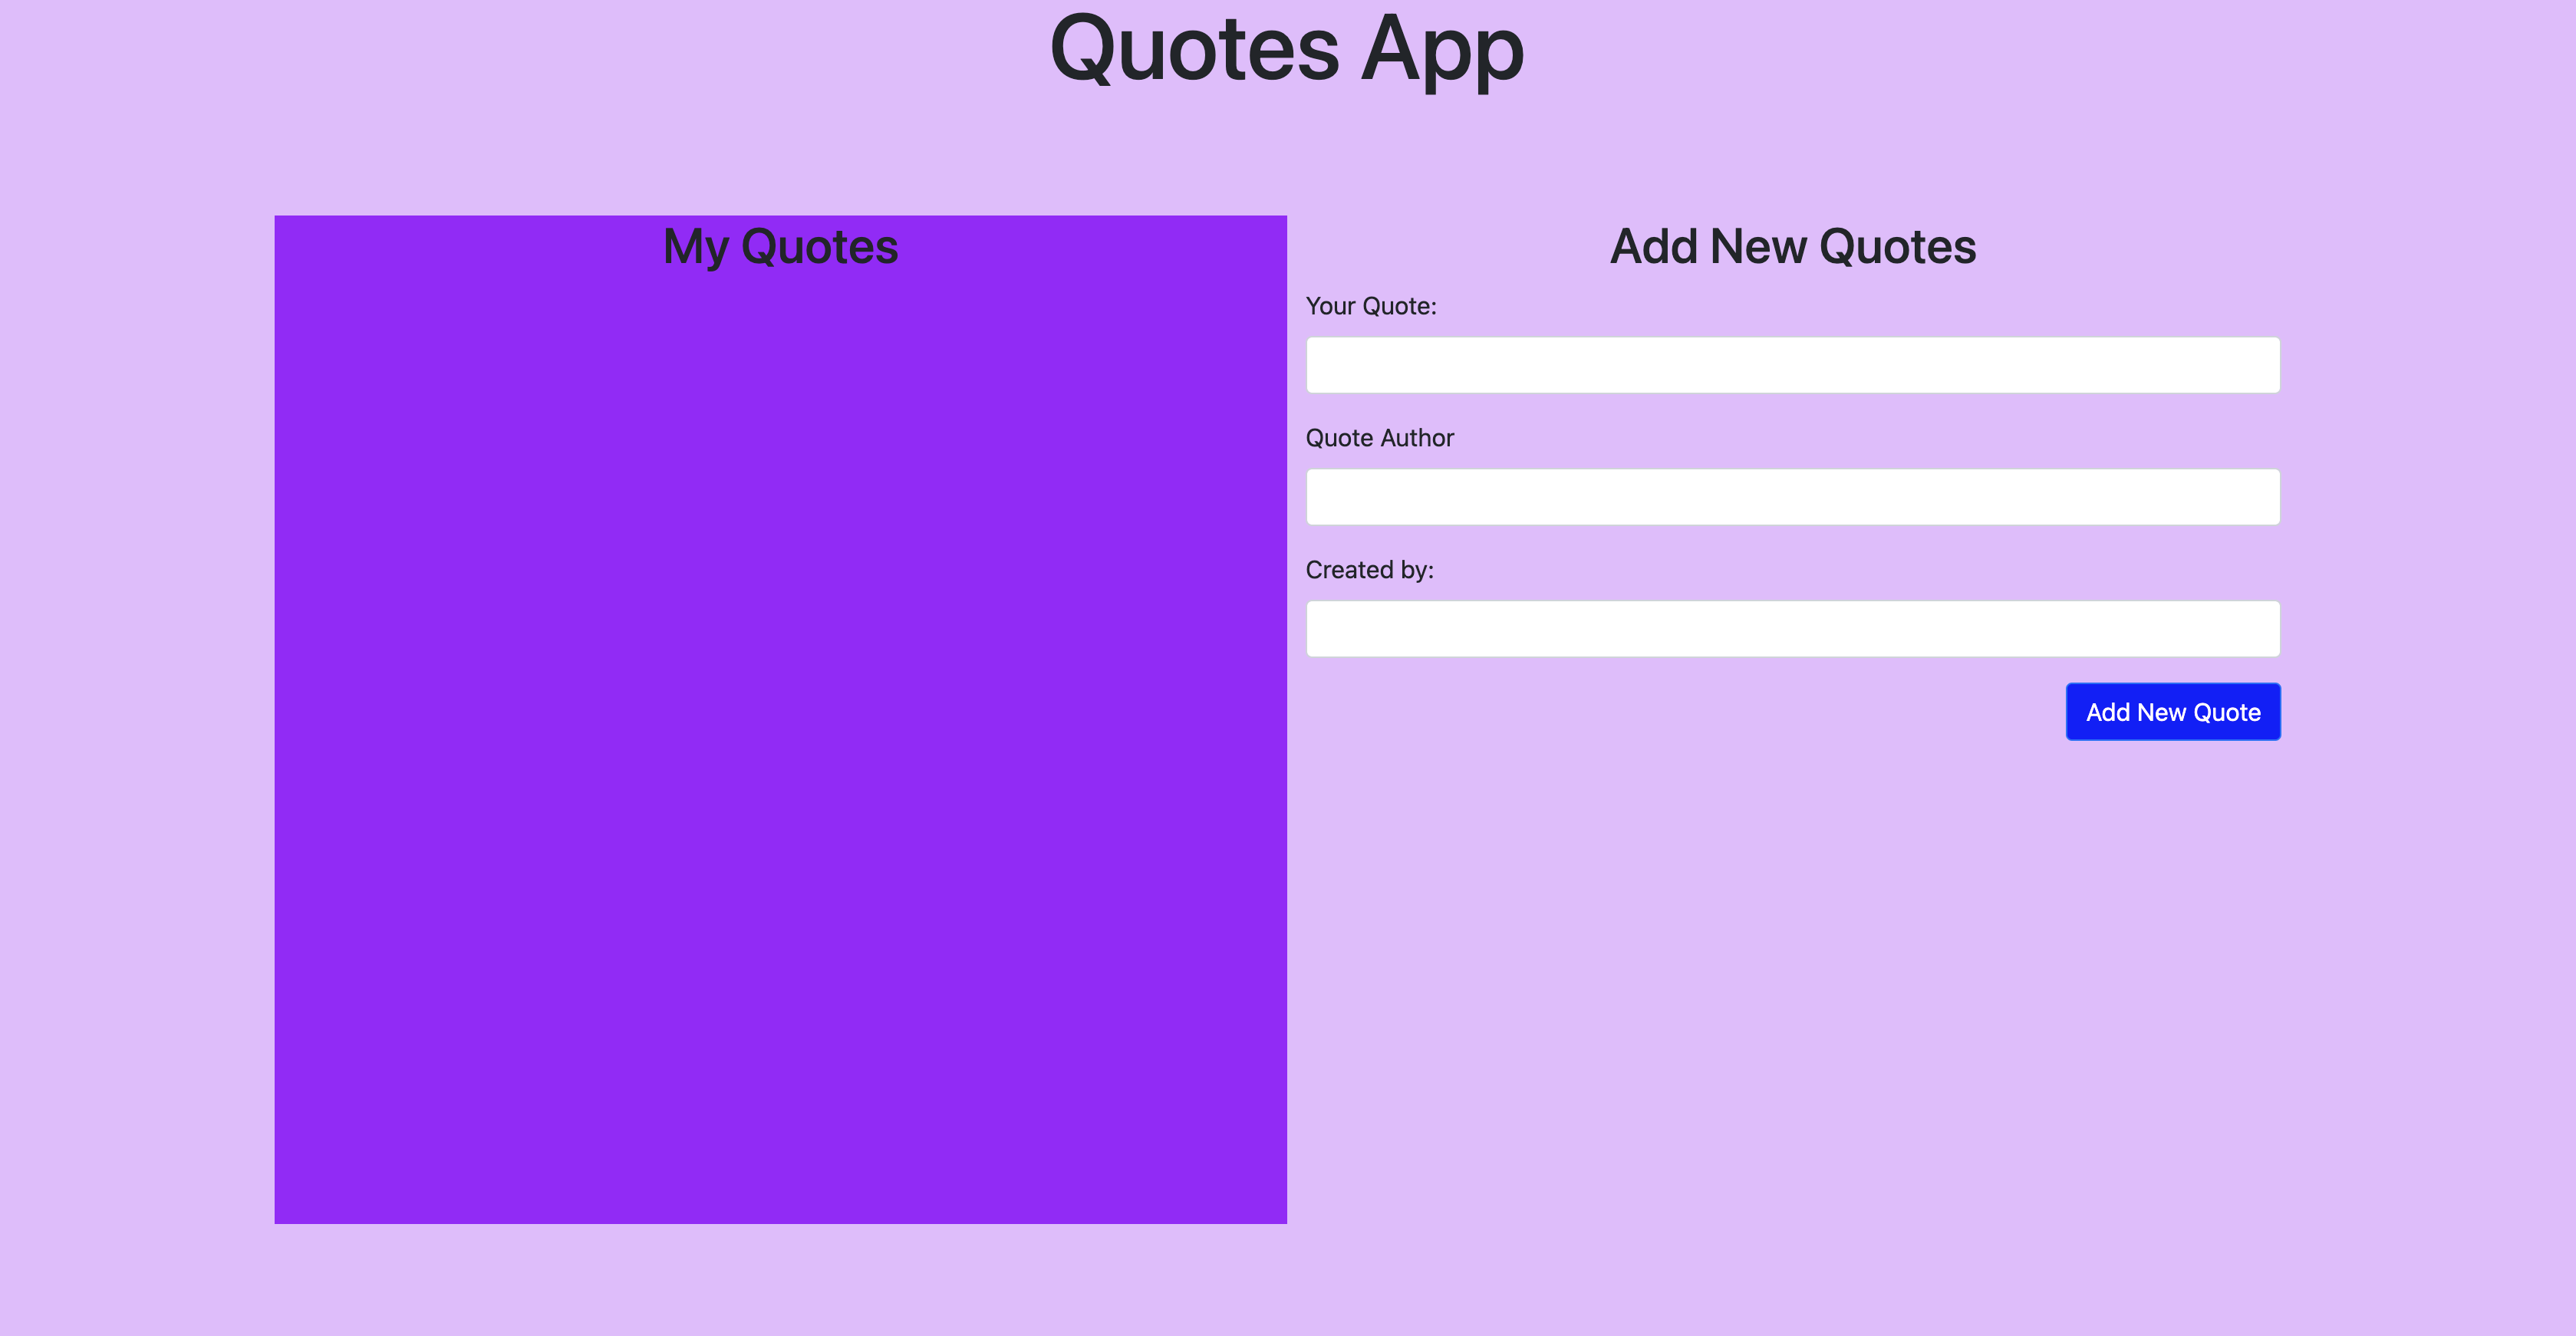 Quotes App
My Quotes
Add New Quotes
Your Quote:
Quote Author
Created by:
Add New Quote